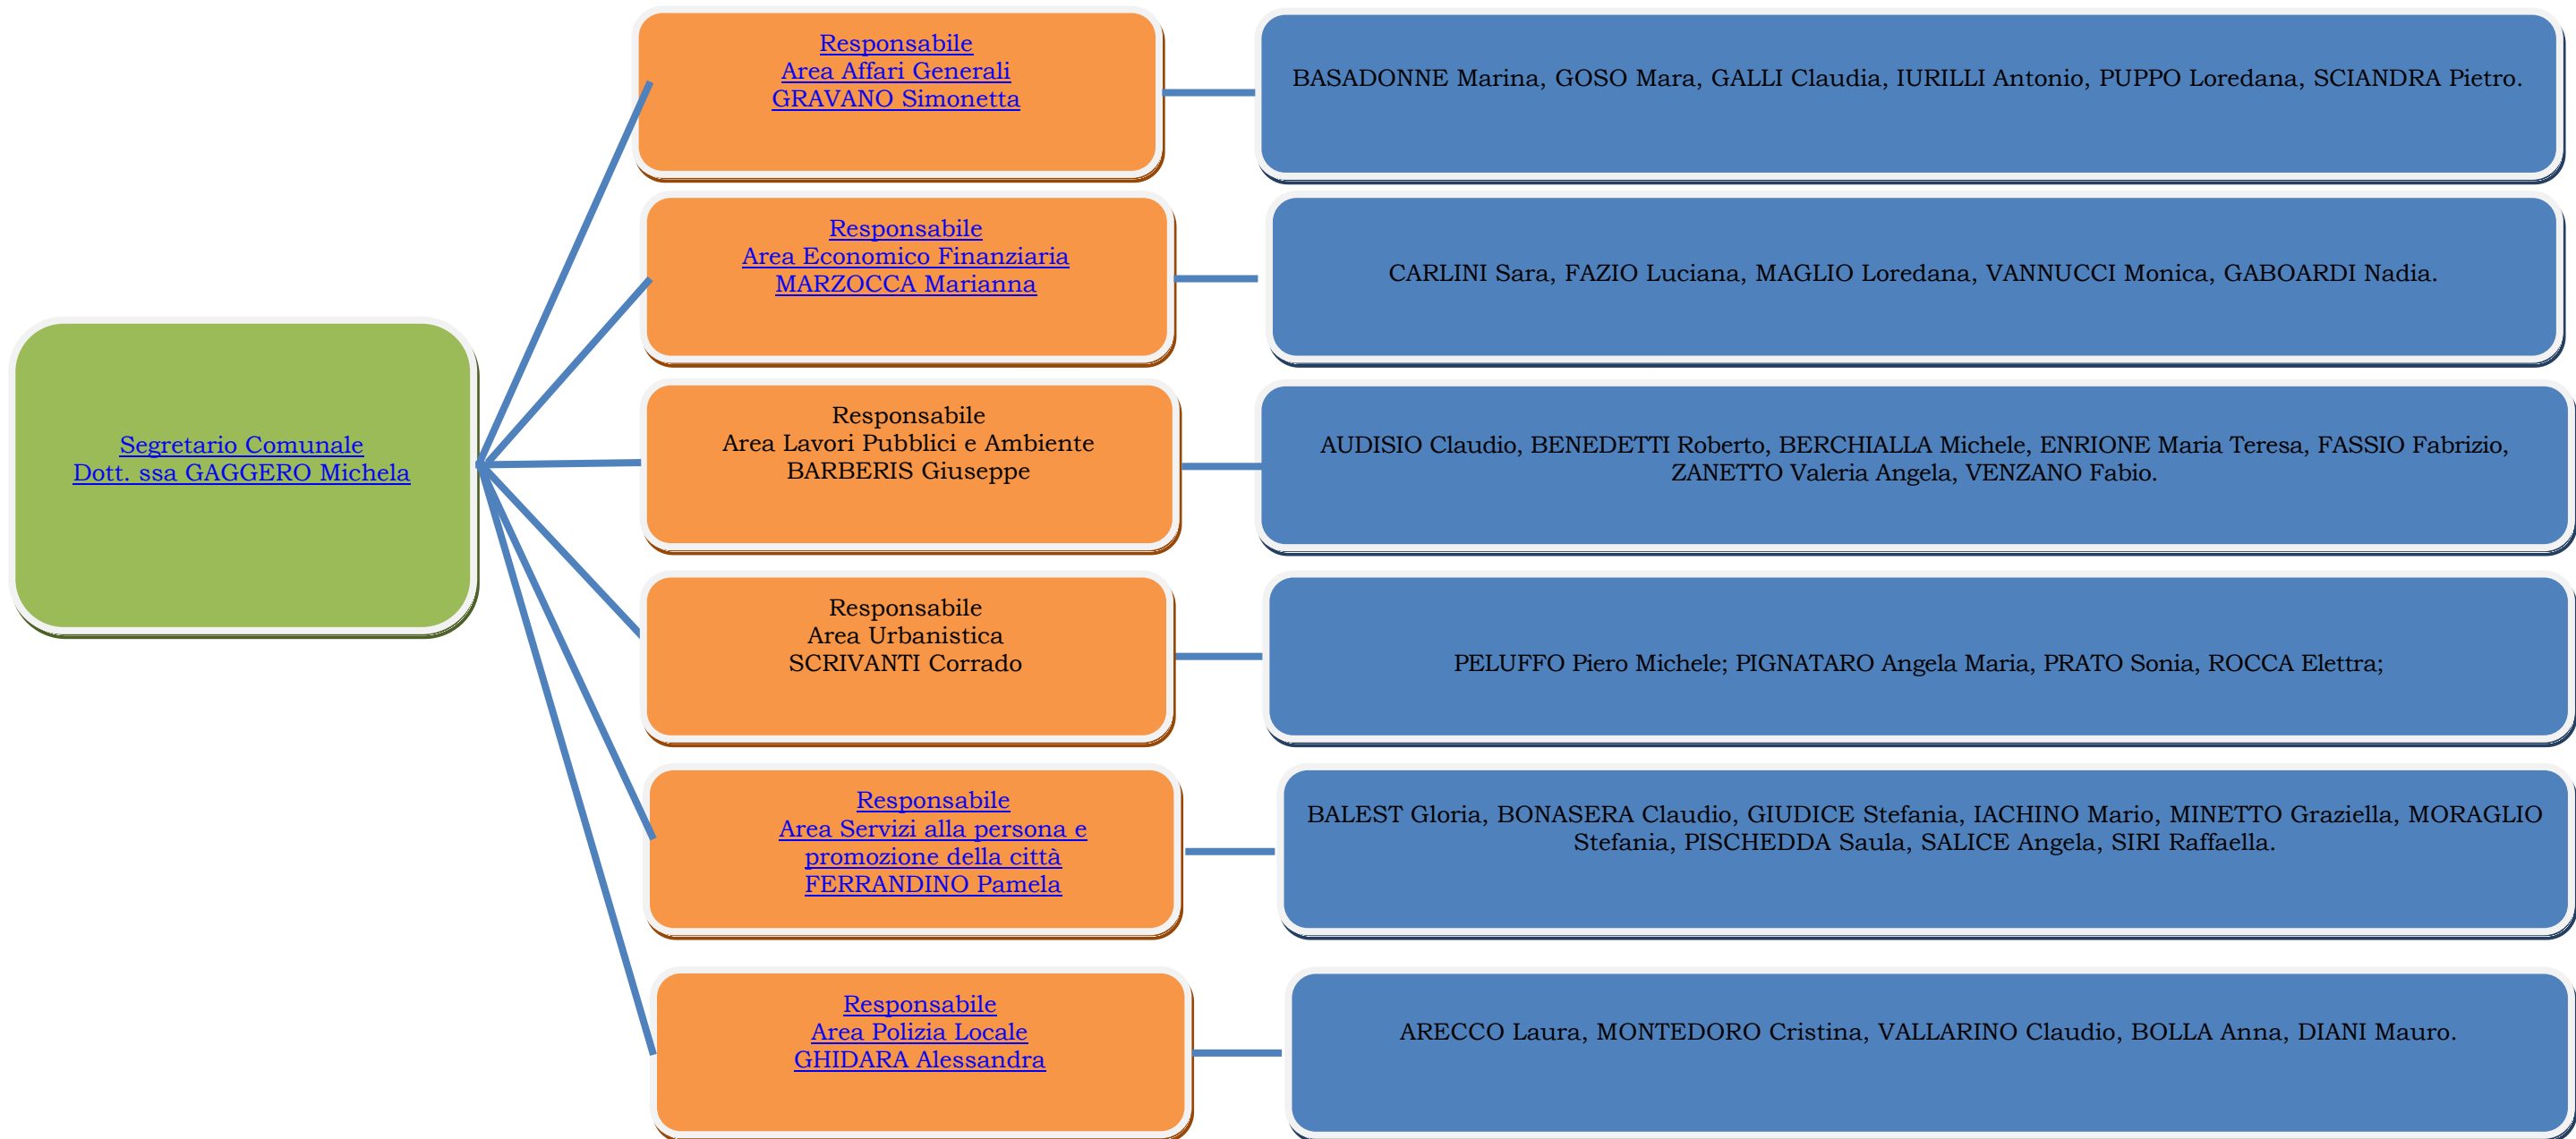 Responsabile
Area Affari Generali
GRAVANO Simonetta
BASADONNE Marina, GOSO Mara, GALLI Claudia, IURILLI Antonio, PUPPO Loredana, SCIANDRA Pietro.
Responsabile
Area Economico Finanziaria
MARZOCCA Marianna
CARLINI Sara, FAZIO Luciana, MAGLIO Loredana, VANNUCCI Monica, GABOARDI Nadia.
Segretario Comunale
Dott. ssa GAGGERO Michela
Responsabile
Area Lavori Pubblici e Ambiente
BARBERIS Giuseppe
AUDISIO Claudio, BENEDETTI Roberto, BERCHIALLA Michele, ENRIONE Maria Teresa, FASSIO Fabrizio,
ZANETTO Valeria Angela, VENZANO Fabio.
Responsabile
Area Urbanistica
SCRIVANTI Corrado
PELUFFO Piero Michele; PIGNATARO Angela Maria, PRATO Sonia, ROCCA Elettra;
Responsabile
Area Servizi alla persona e
promozione della città
FERRANDINO Pamela
BALEST Gloria, BONASERA Claudio, GIUDICE Stefania, IACHINO Mario, MINETTO Graziella, MORAGLIO
Stefania, PISCHEDDA Saula, SALICE Angela, SIRI Raffaella.
Responsabile
Area Polizia Locale
GHIDARA Alessandra
ARECCO Laura, MONTEDORO Cristina, VALLARINO Claudio, BOLLA Anna, DIANI Mauro.